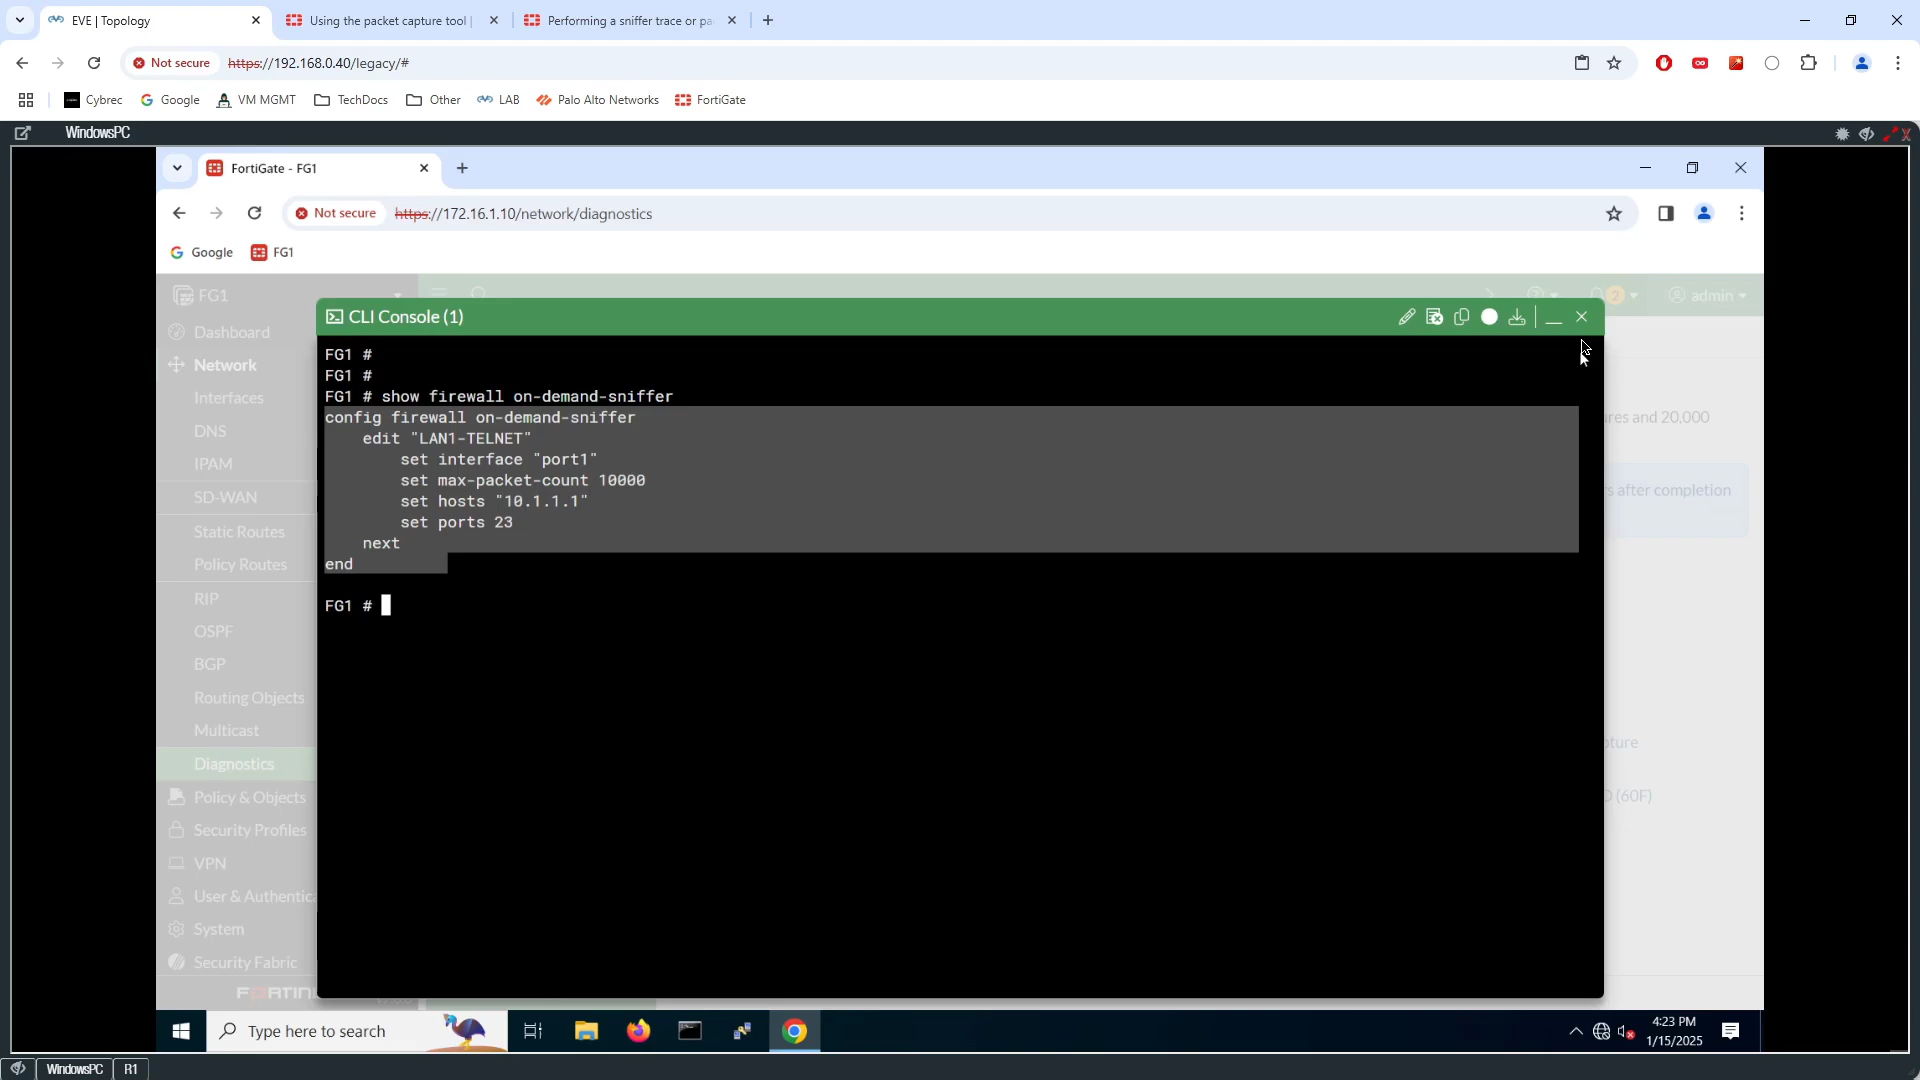 EVE | Topology
Using the packet capture tool |
Performing a sniffer trace or pa
Not secure
https://192.168.0.40/legacy/#
Cybrec
Google
VM MGMT
TechDocs
Other
LAB
Palo Alto Networks
FortiGate
WindowsPC
X
FortiGate - FG1
Not secure
https://172.16.1.10/network/diagnostics
Google
FG1
FG1
2
admin
CLI Console (1)
Dashboard
Network
Interfaces
DNS
IPAM
SD-WAN
Static Routes
Policy Routes
RIP
OSPF
BGP
Routing Objects
Multicast
Diagnostics
Policy & Objects
Security Profiles
VPN
User & Authentica
System
Security Fabric
FG1 #
FG1 #
FG1 # show firewall on-demand-sniffer
config firewall on-demand-sniffer
edit "LAN1-TELNET"
set interface "port1"
set max-packet-count 10000
set hosts "10.1.1.1"
set ports 23
next
end
FG1 #
res and 20,000
s after completion
pture
D (60F)
Type here to search
4:23 PM
1/15/2025
WindowsPC
R1